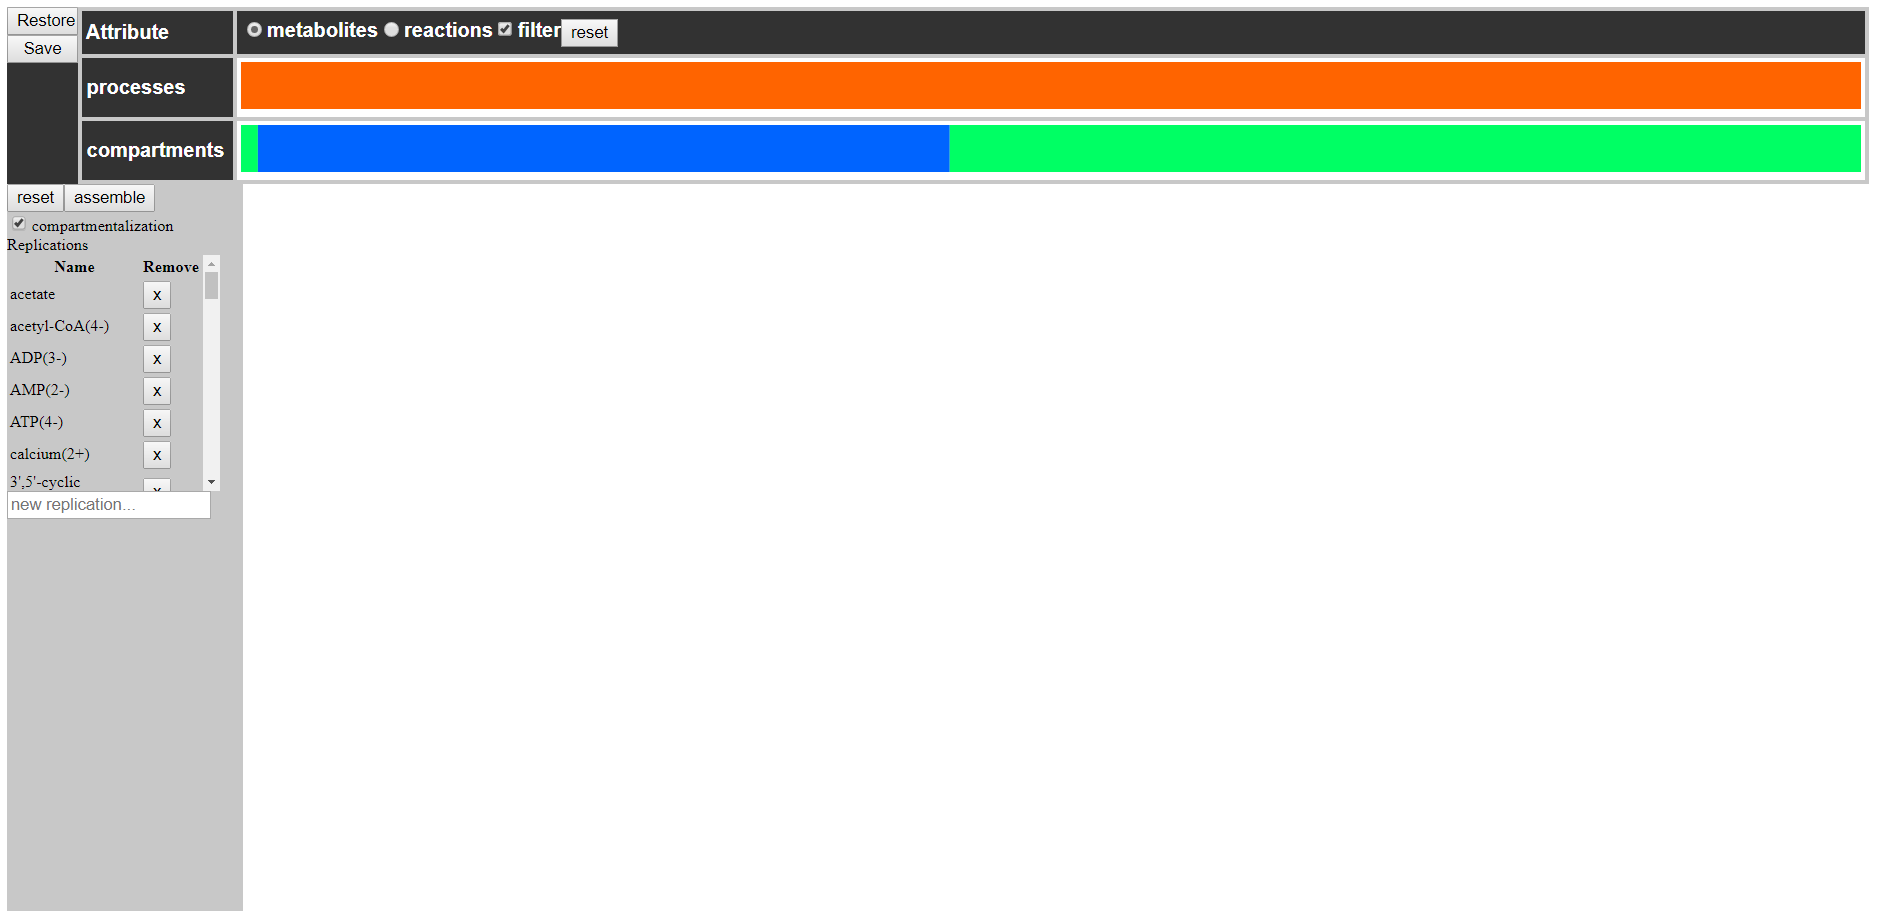 Restore
Save
Attribute
metabolites reactions filter reset
processes
compartments
reset assemble
compartmentalization
Replications
Name Remove
acetate x
acetyl-CoA(4-) x
ADP(3-) x
AMP(2-) x
ATP(4-) x
calcium(2+) x
3',5'-cyclic x
new replication...